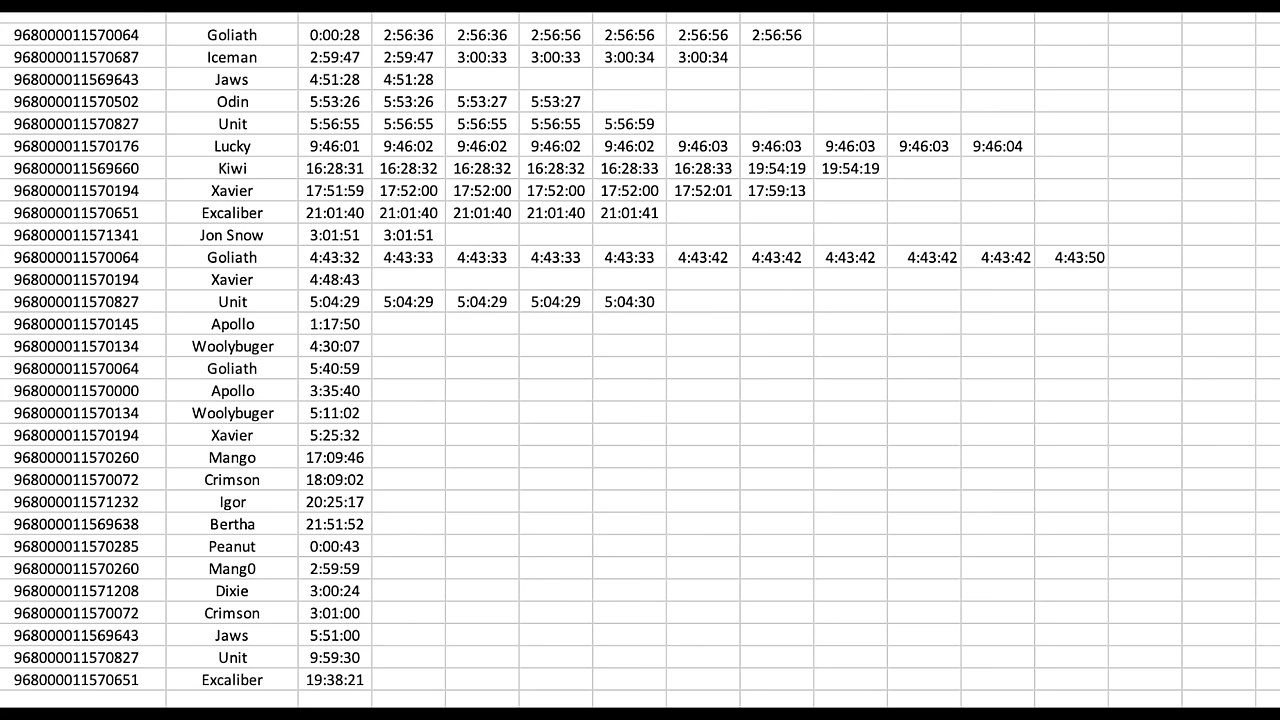 968000011570064 Goliath 0:00:28 2:56:36 2:56:36 2:56:56 2:56:56 2:56:56 2:56:56
968000011570687 Iceman 2:59:47 2:59:47 3:00:33 3:00:33 3:00:34 3:00:34
968000011569643 Jaws 4:51:28 4:51:28
968000011570502 Odin 5:53:26 5:53:26 5:53:27 5:53:27
968000011570827 Unit 5:56:55 5:56:55 5:56:55 5:56:55 5:56:59
968000011570176 Lucky 9:46:01 9:46:02 9:46:02 9:46:02 9:46:02 9:46:03 9:46:03 9:46:03 9:46:03 9:46:04
968000011569660 Kiwi 16:28:31 16:28:32 16:28:32 16:28:32 16:28:33 16:28:33 19:54:19 19:54:19
968000011570194 Xavier 17:51:59 17:52:00 17:52:00 17:52:00 17:52:00 17:52:01 17:59:13
968000011570651 Excaliber 21:01:40 21:01:40 21:01:40 21:01:40 21:01:41
968000011571341 Jon Snow 3:01:51 3:01:51
968000011570064 Goliath 4:43:32 4:43:33 4:43:33 4:43:33 4:43:33 4:43:42 4:43:42 4:43:42 4:43:42 4:43:42 4:43:50
968000011570194 Xavier 4:48:43
968000011570827 Unit 5:04:29 5:04:29 5:04:29 5:04:29 5:04:30
968000011570145 Apollo 1:17:50
968000011570134 Woolybuger 4:30:07
968000011570064 Goliath 5:40:59
968000011570000 Apollo 3:35:40
968000011570134 Woolybuger 5:11:02
968000011570194 Xavier 5:25:32
968000011570260 Mango 17:09:46
968000011570072 Crimson 18:09:02
968000011571232 Igor 20:25:17
968000011569638 Bertha 21:51:52
968000011570285 Peanut 0:00:43
968000011570260 Mang0 2:59:59
968000011571208 Dixie 3:00:24
968000011570072 Crimson 3:01:00
968000011569643 Jaws 5:51:00
968000011570827 Unit 9:59:30
968000011570651 Excaliber 19:38:21